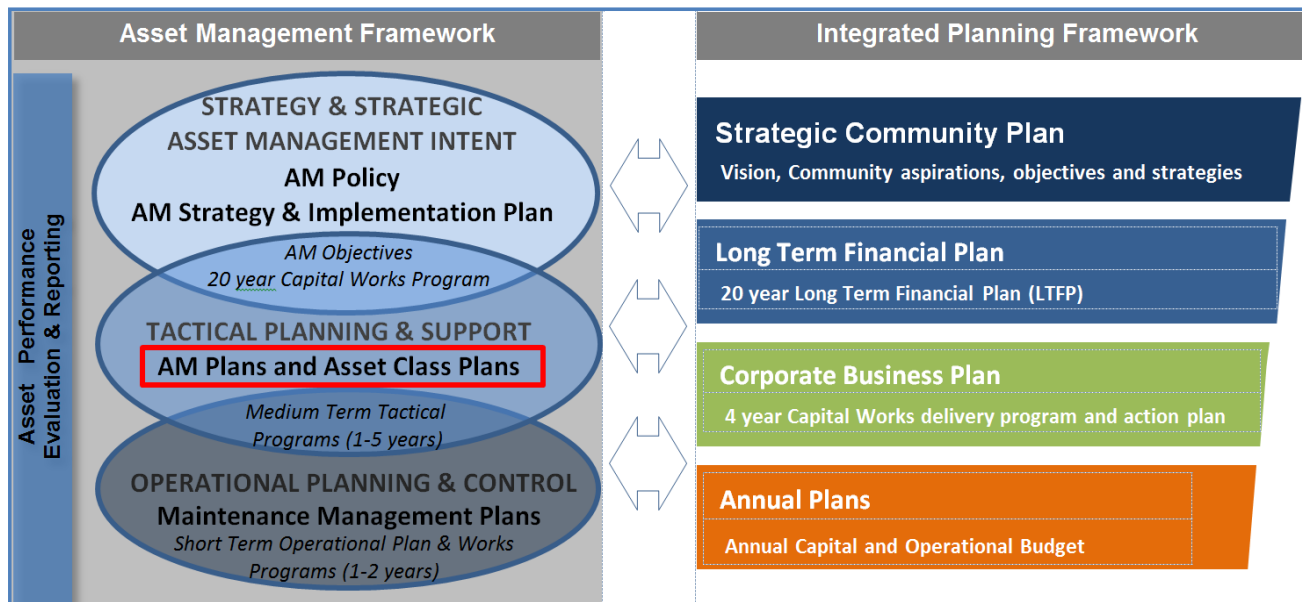 Asset Management Framework
Asset Performance
Evaluation & Reporting
STRATEGY & STRATEGIC
ASSET MANAGEMENT INTENT
AM Policy
AM Strategy & Implementation Plan
AM Objectives
20 year Capital Works Program
TACTICAL PLANNING & SUPPORT
AM Plans and Asset Class Plans
Medium Term Tactical
Programs (1-5 years)
OPERATIONAL PLANNING & CONTROL
Maintenance Management Plans
Short Term Operational Plan & Works
Programs (1-2 years)
Integrated Planning Framework
Strategic Community Plan
Vision, Community aspirations, objectives and strategies
Long Term Financial Plan
20 year Long Term Financial Plan (LTFP)
Corporate Business Plan
4 year Capital Works delivery program and action plan
Annual Plans
Annual Capital and Operational Budget